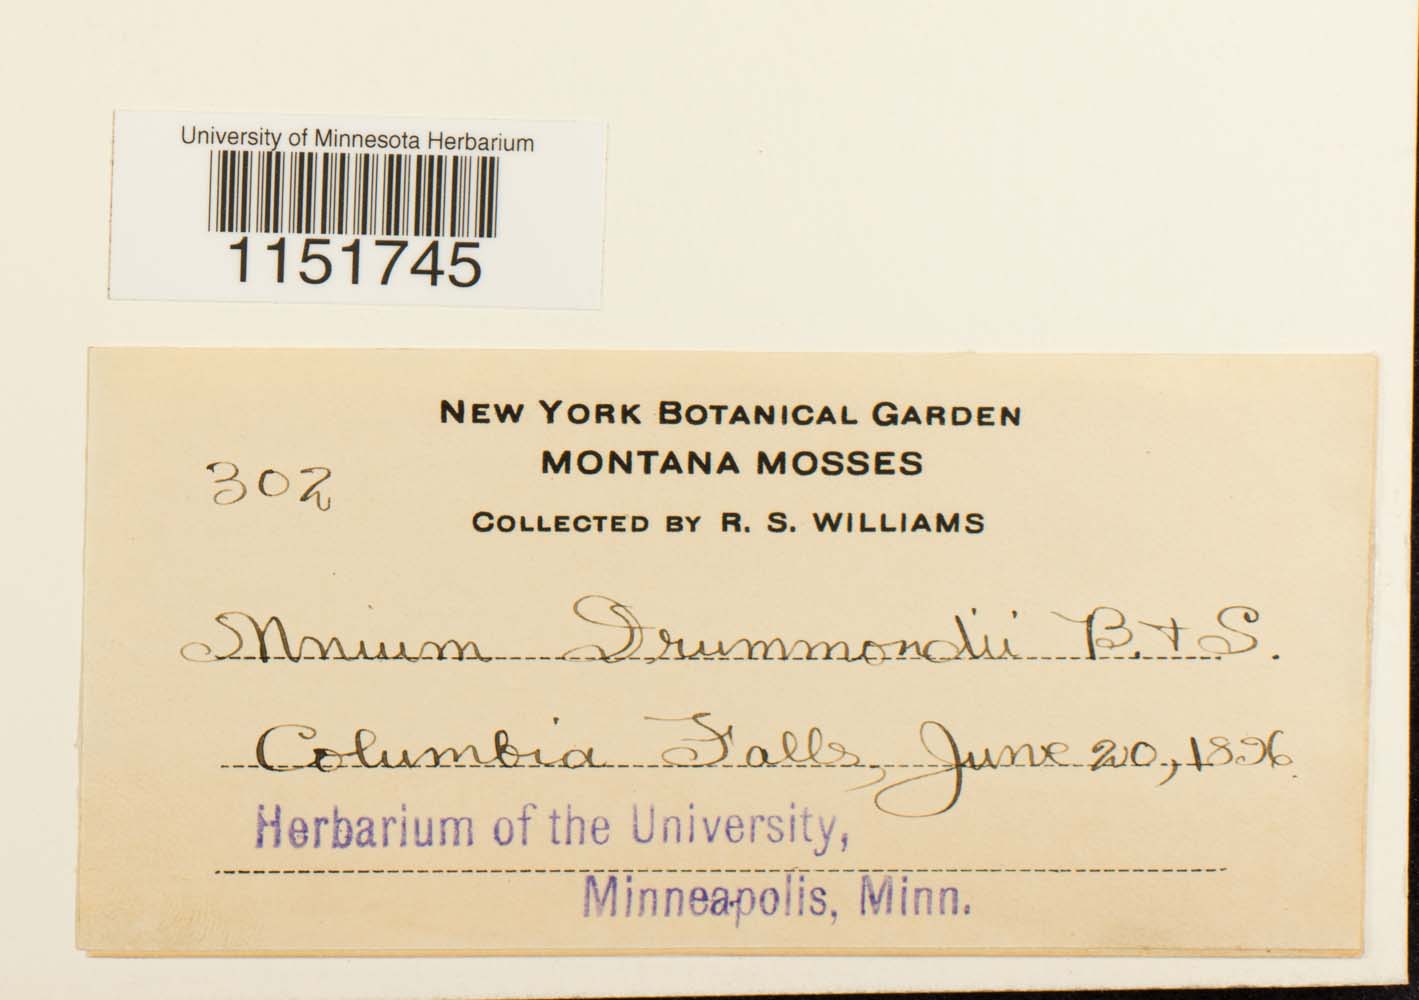 University of Minnesota Herbarium
1151745
NEW YORK BOTANICAL GARDEN
MONTANA MOSSES
302
COLLECTED BY R. S. WILLIAMS
Mnium Drummondii B. + S.
Columbia Falls, June 20, 1896
Herbarium of the University,
Minneapolis, Minn.